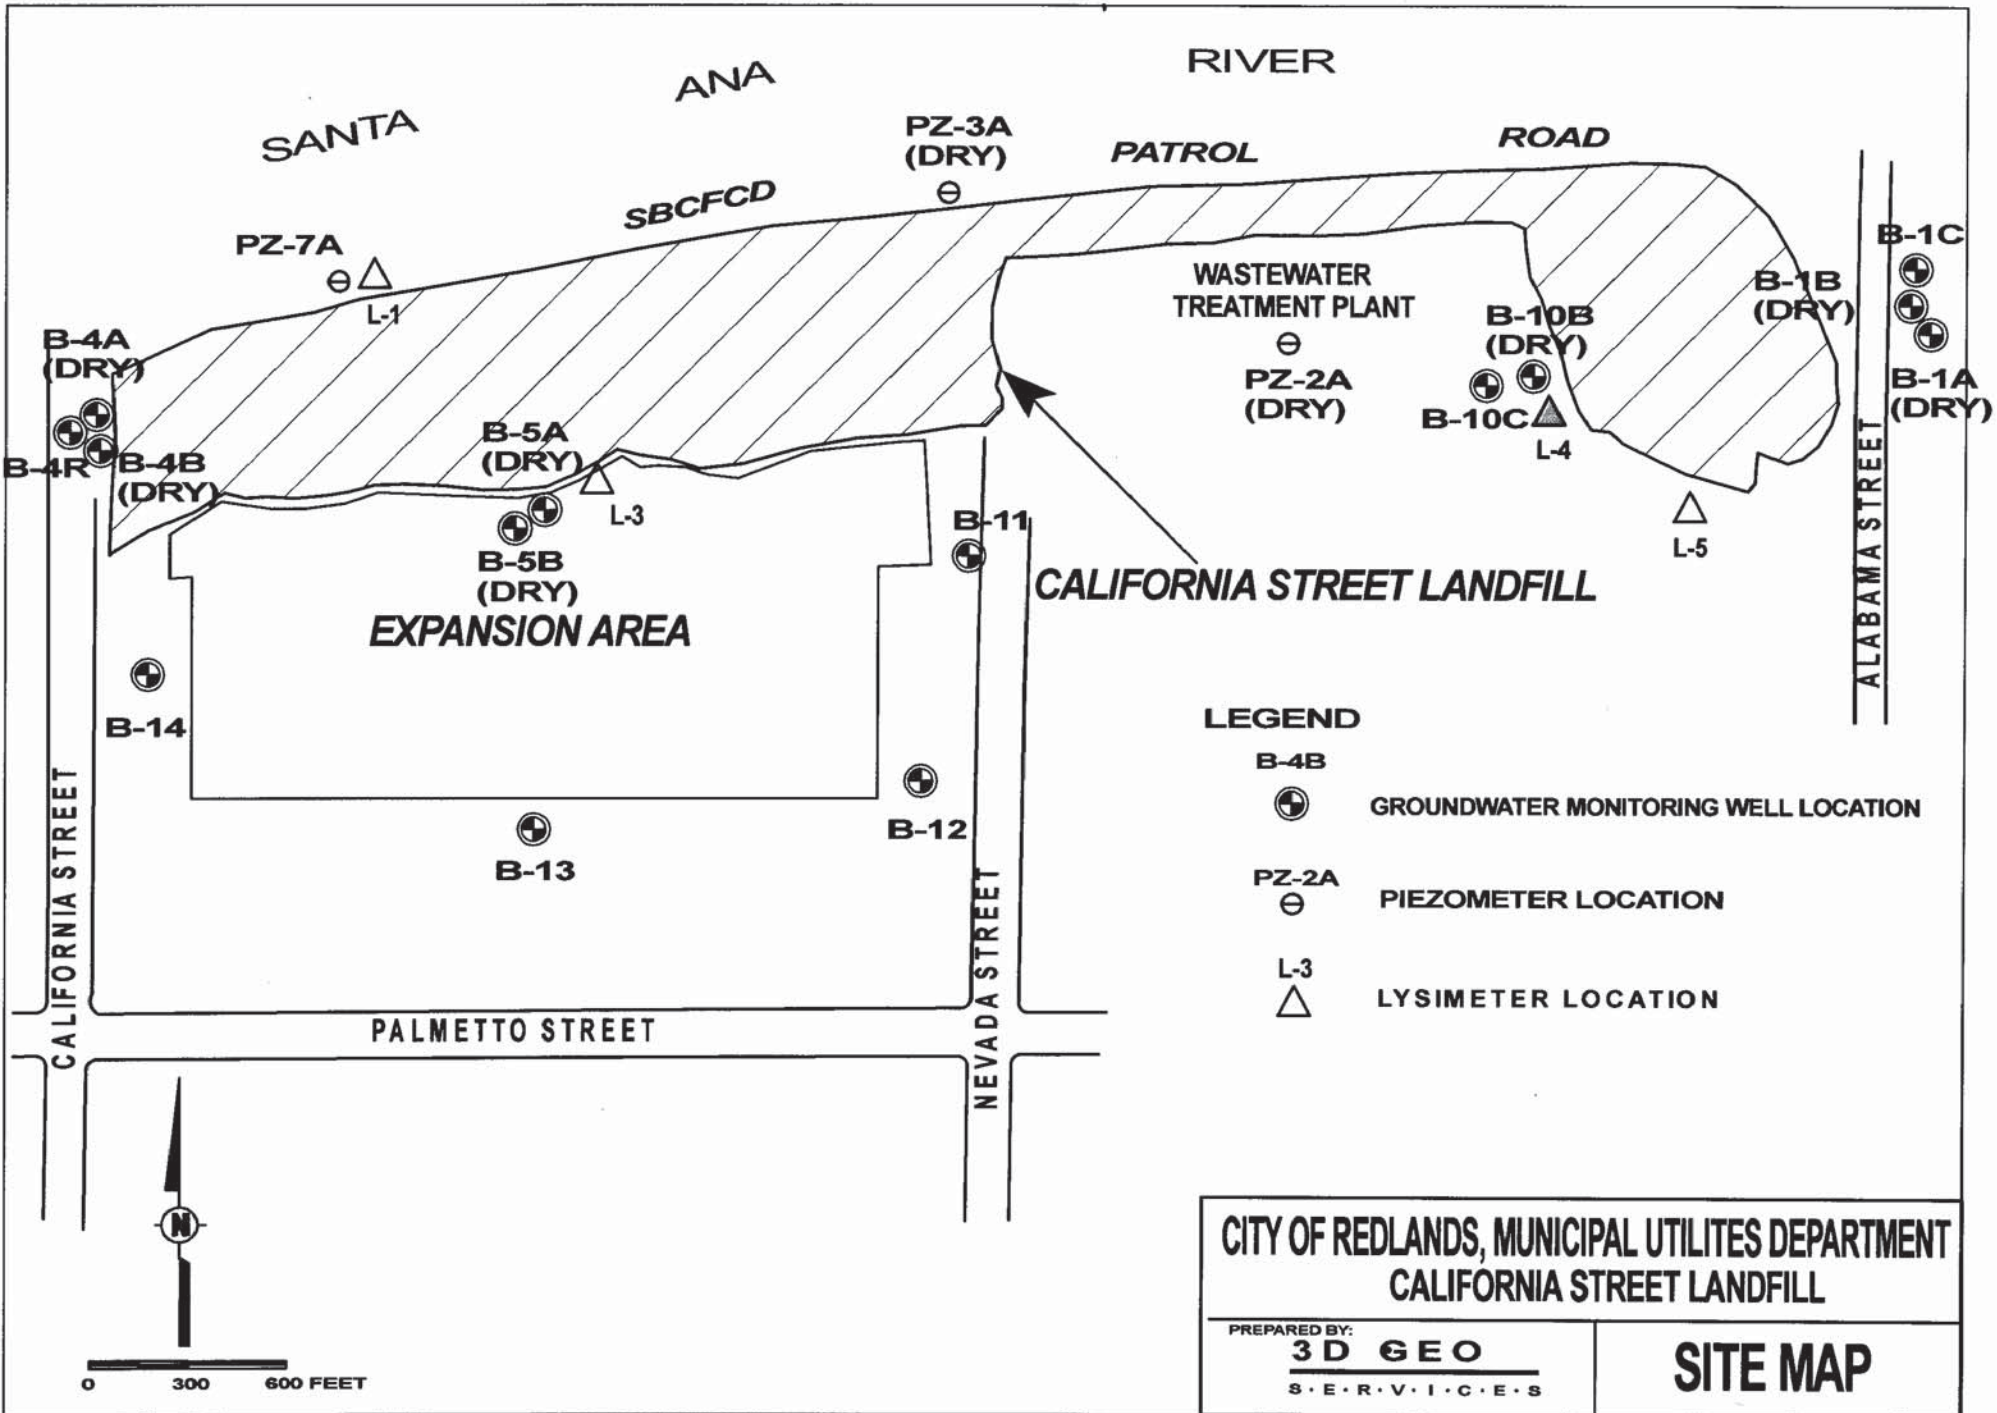 SANTA ANA RIVER
SBCFCD PATROL ROAD
PZ-3A
(DRY)
PZ-7A
L-1
B-4A
(DRY)
B-4R
B-4B
(DRY)
B-5A
(DRY)
L-3
B-5B
(DRY)
EXPANSION AREA
WASTEWATER
TREATMENT PLANT
PZ-2A
(DRY)
B-10B
(DRY)
B-10C
L-4
L-5
B-1C
B-1B
(DRY)
B-1A
(DRY)
B-11
CALIFORNIA STREET LANDFILL
B-14
B-13
B-12
CALIFORNIA STREET
NEVADA STREET
ALABAMA STREET
PALMETTO STREET
LEGEND
B-4B
GROUNDWATER MONITORING WELL LOCATION
PZ-2A
PIEZOMETER LOCATION
L-3
LYSIMETER LOCATION
N
0 300 600 FEET
CITY OF REDLANDS, MUNICIPAL UTILITES DEPARTMENT
CALIFORNIA STREET LANDFILL
PREPARED BY:
3D GEO
S·E·R·V·I·C·E·S
SITE MAP